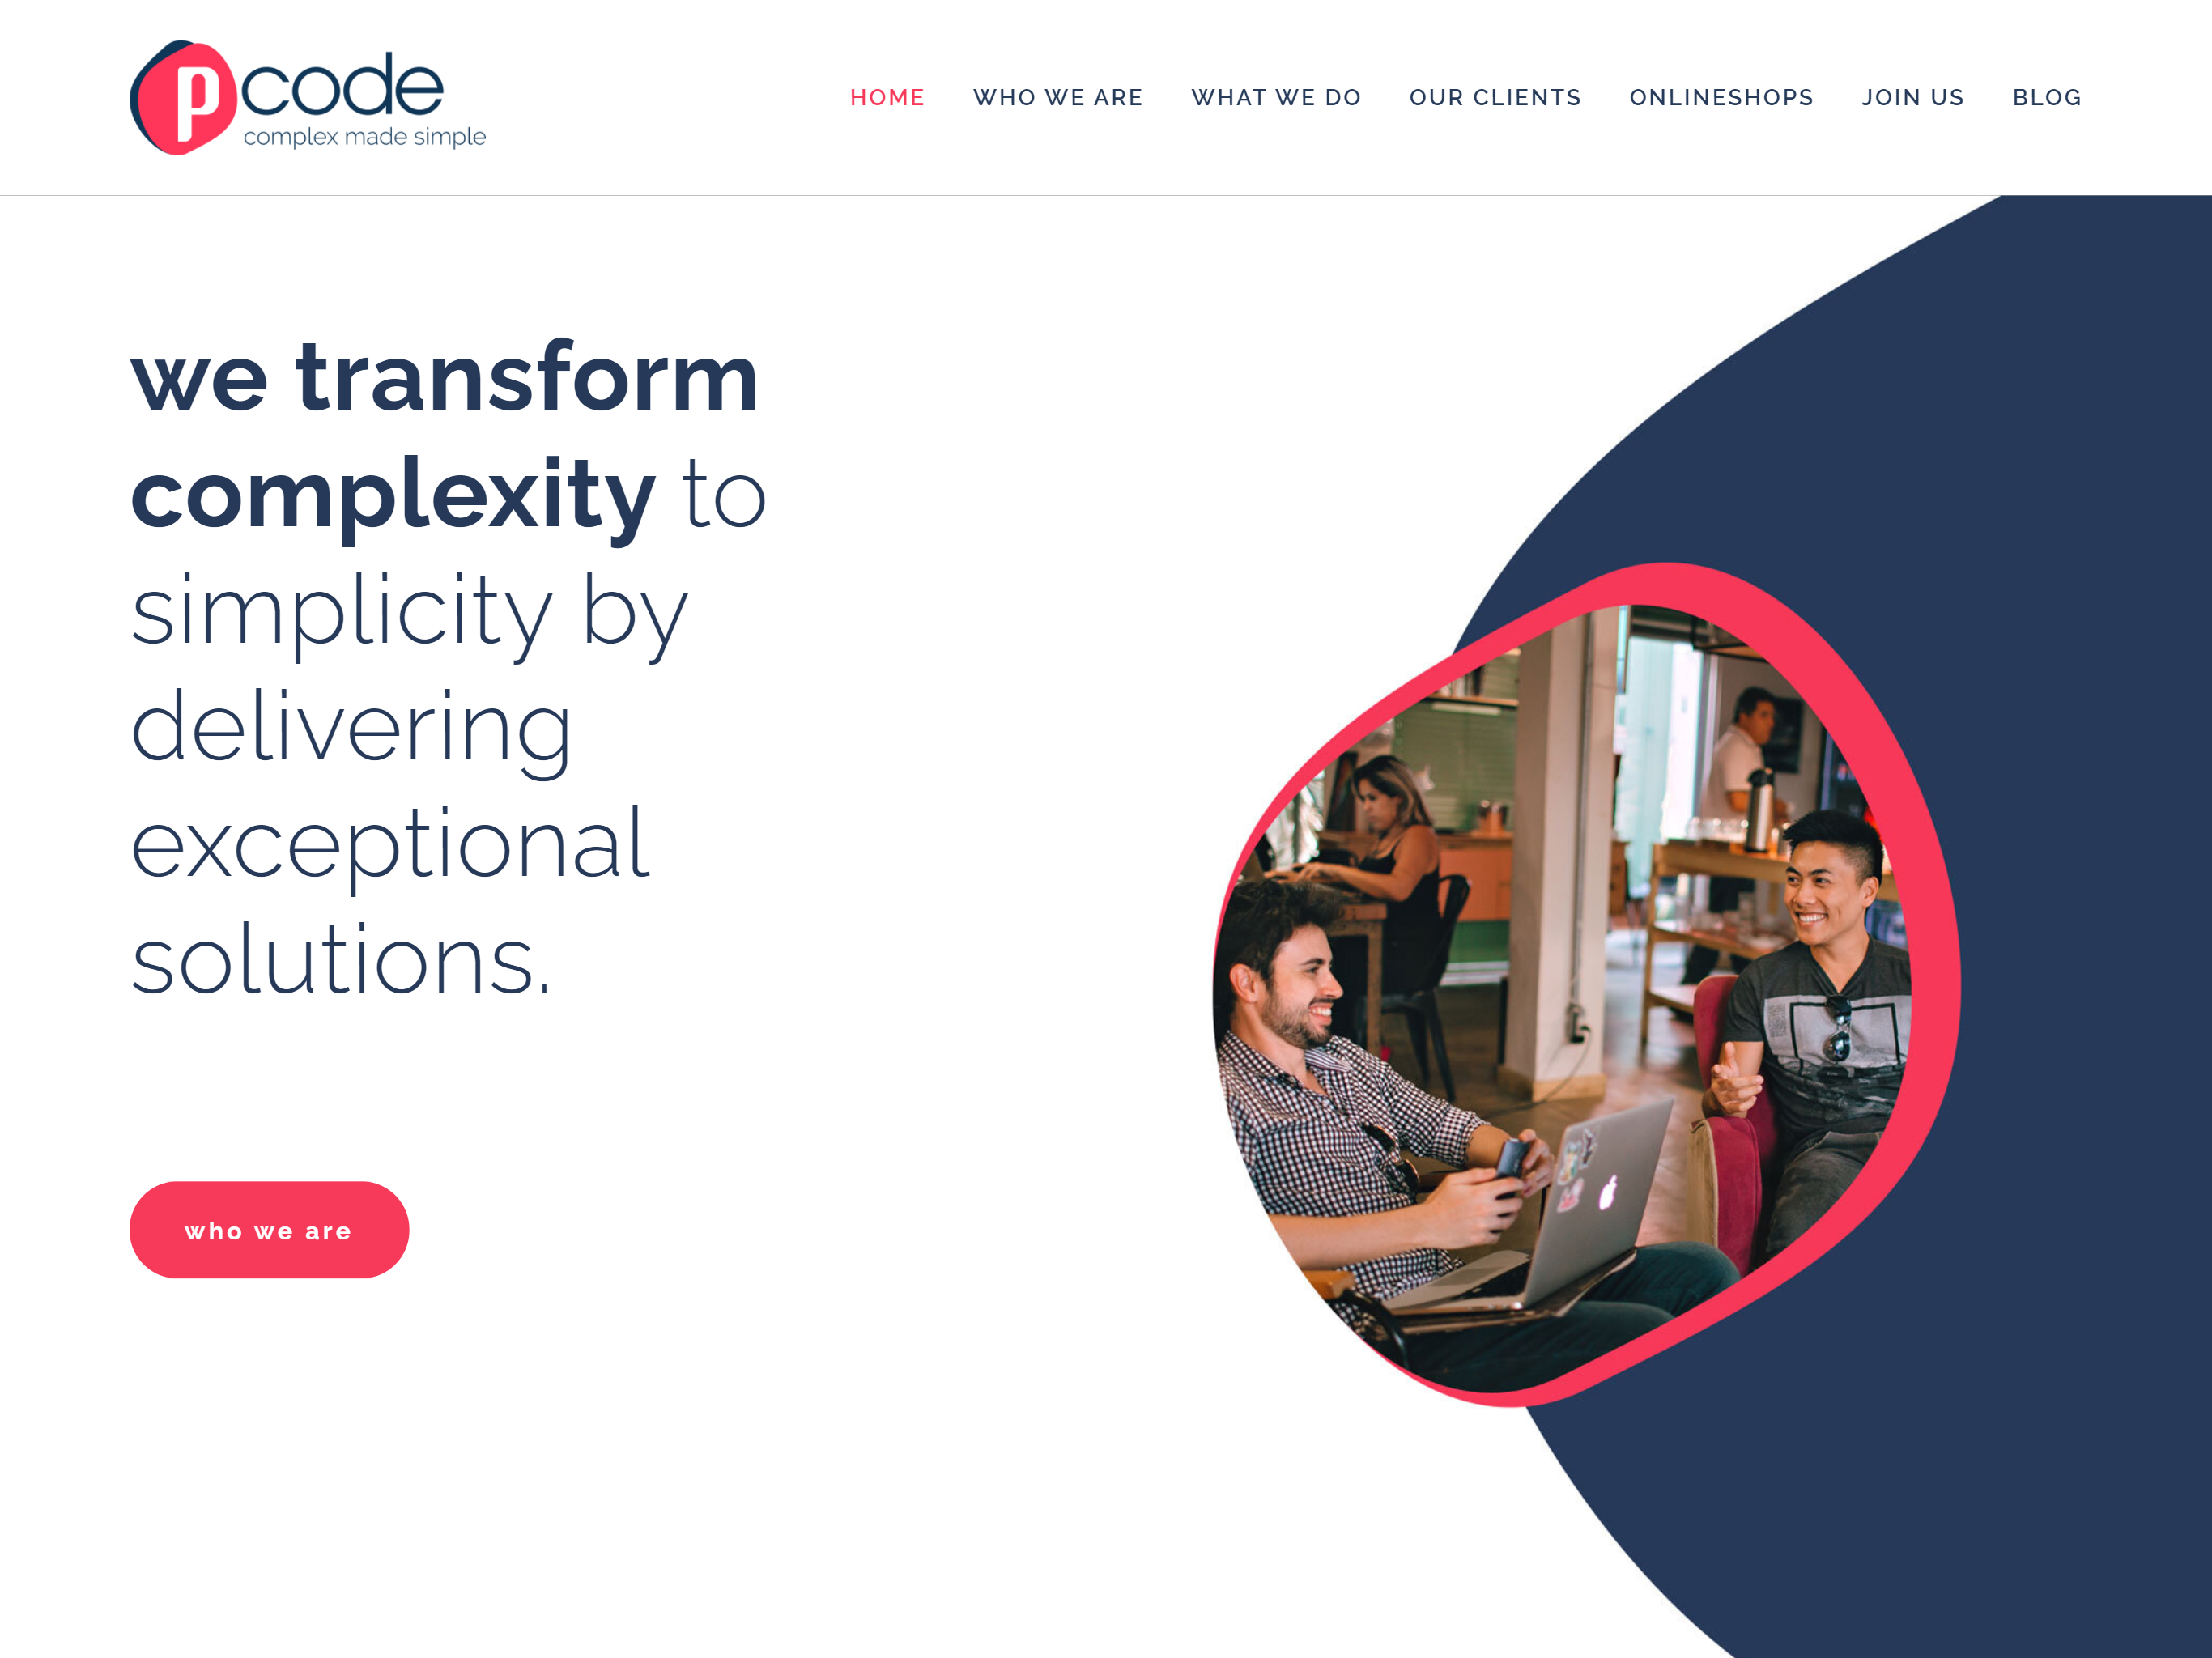 pcode
complex made simple
HOME WHO WE ARE WHAT WE DO OUR CLIENTS ONLINESHOPS JOIN US BLOG
we transform
complexity to
simplicity by
delivering
exceptional
solutions.
who we are